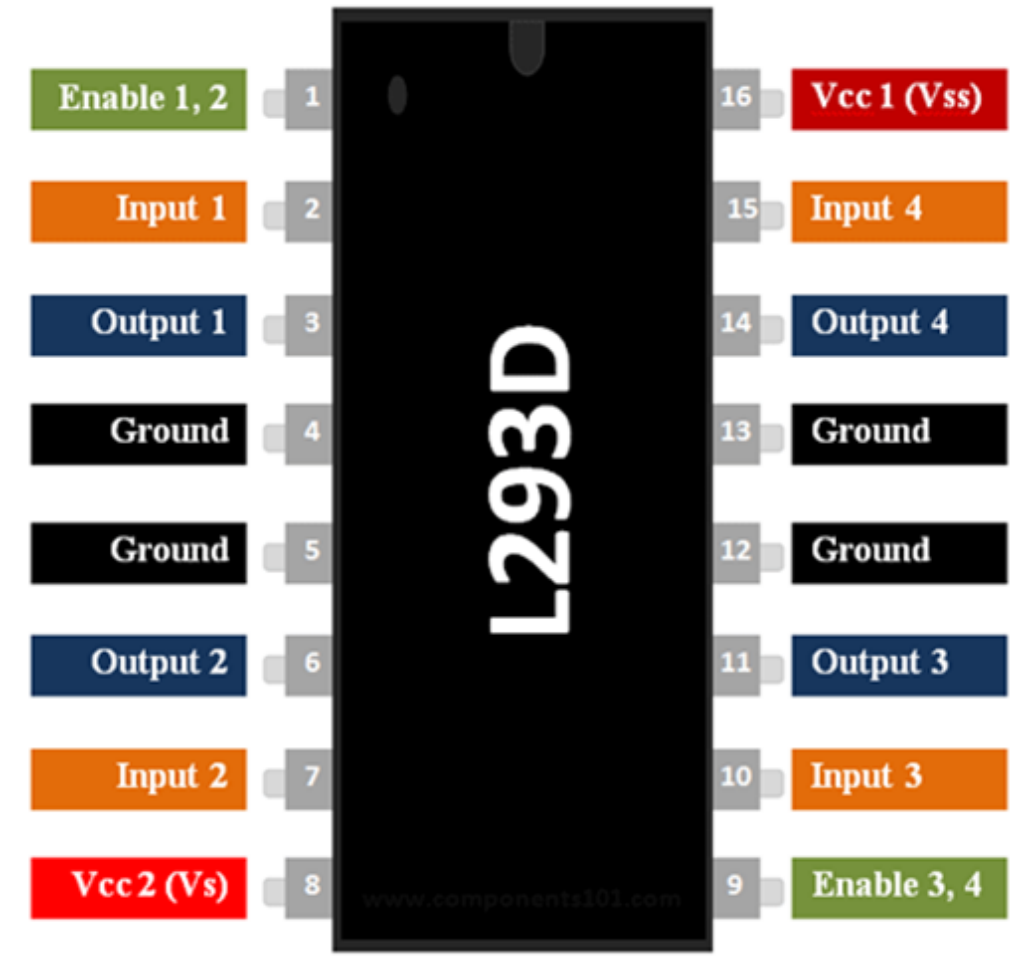 Enable 1, 2 1 16 Vcc 1 (Vss)
Input 1 2 15 Input 4
Output 1 3 14 Output 4
Ground 4 13 Ground
L293D
Ground 5 12 Ground
Output 2 6 11 Output 3
Input 2 7 10 Input 3
Vcc 2 (Vs) 8 9 Enable 3, 4
www.components101.com